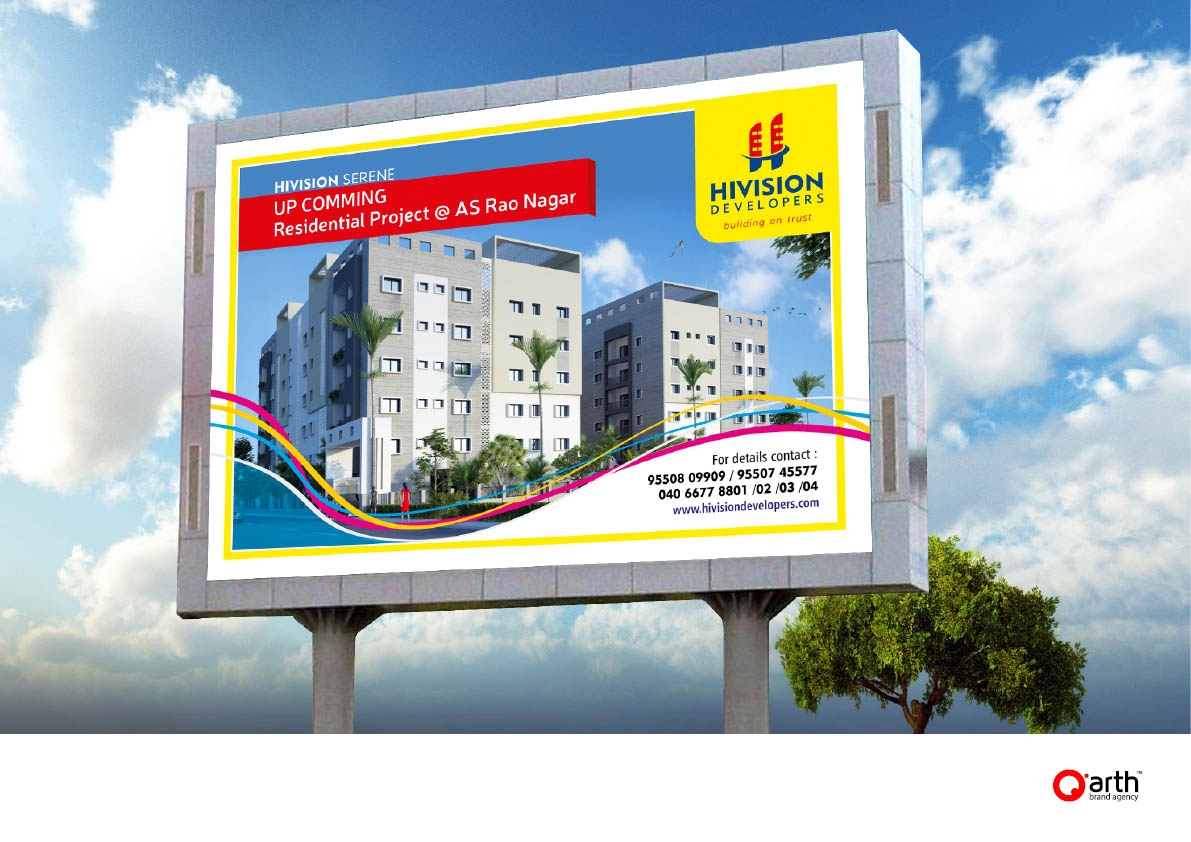 HIVISION SERENE
UP COMMING
Residential Project @ AS Rao Nagar
HIVISION
DEVELOPERS
building on trust
For details contact :
95508 09909 / 95507 45577
040 6677 8801 /02 /03 /04
www.hivisiondevelopers.com
arth™
brand agency